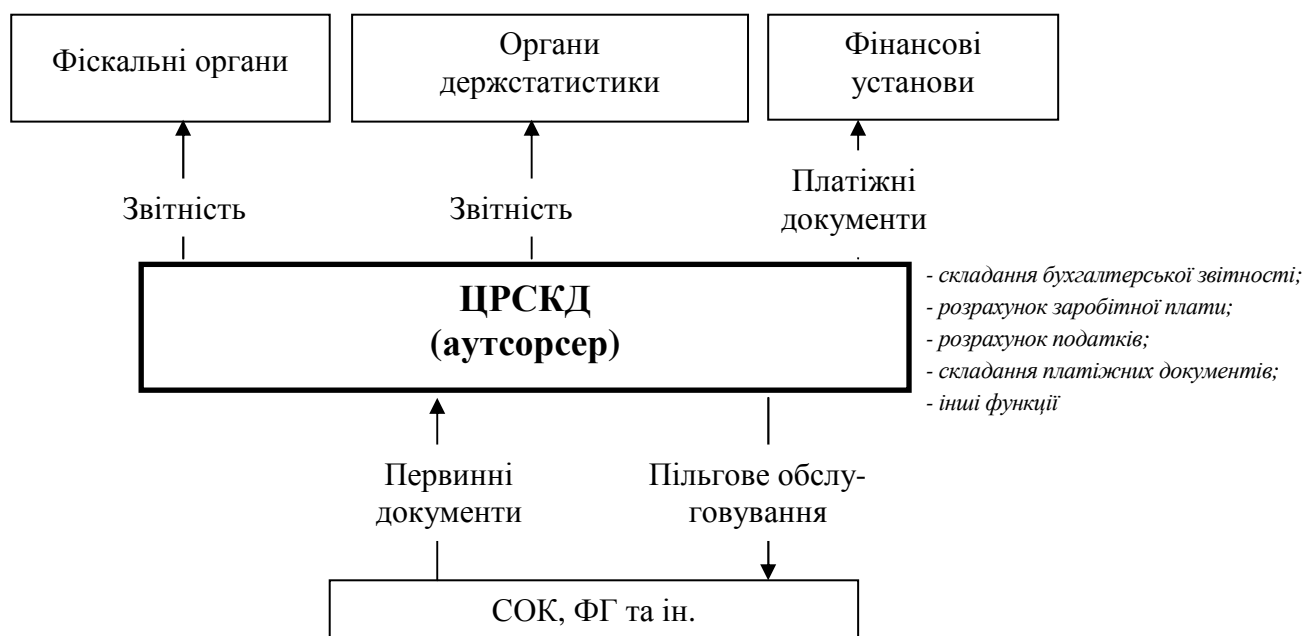 Фіскальні органи
Органи
держстатистики
Фінансові
установи
Звітність
Звітність
Платіжні
документи
ЦРСКД
(аутсорсер)
- складання бухгалтерської звітності;
- розрахунок заробітної плати;
- розрахунок податків;
- складання платіжних документів;
- інші функції
Первинні
документи
Пільгове обслу-
говування
СОК, ФГ та ін.